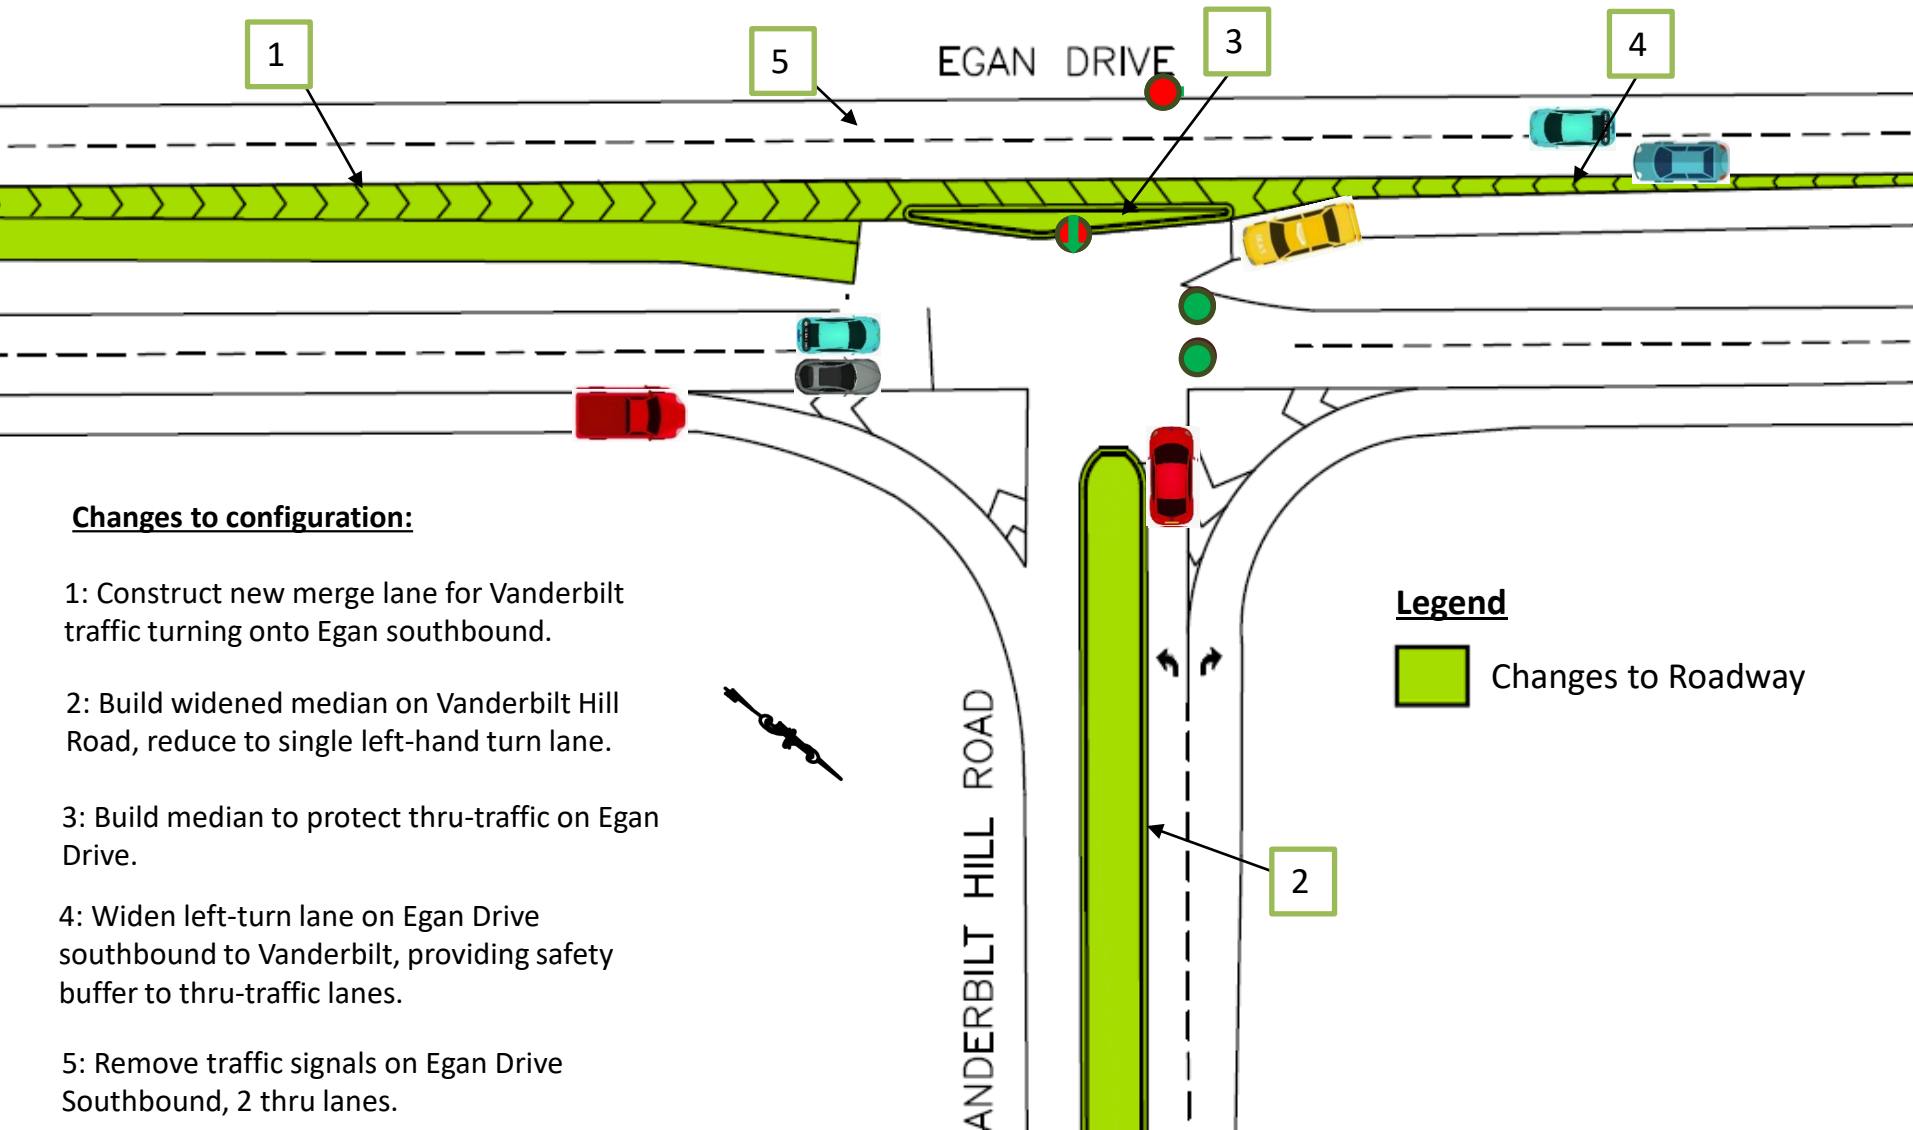 1
5
EGAN DRIVE
3
4
Changes to configuration:
1: Construct new merge lane for Vanderbilt
traffic turning onto Egan southbound.
2: Build widened median on Vanderbilt Hill
Road, reduce to single left-hand turn lane.
3: Build median to protect thru-traffic on Egan
Drive.
4: Widen left-turn lane on Egan Drive
southbound to Vanderbilt, providing safety
buffer to thru-traffic lanes.
5: Remove traffic signals on Egan Drive
Southbound, 2 thru lanes.
ANDERBILT HILL ROAD
2
Legend
Changes to Roadway